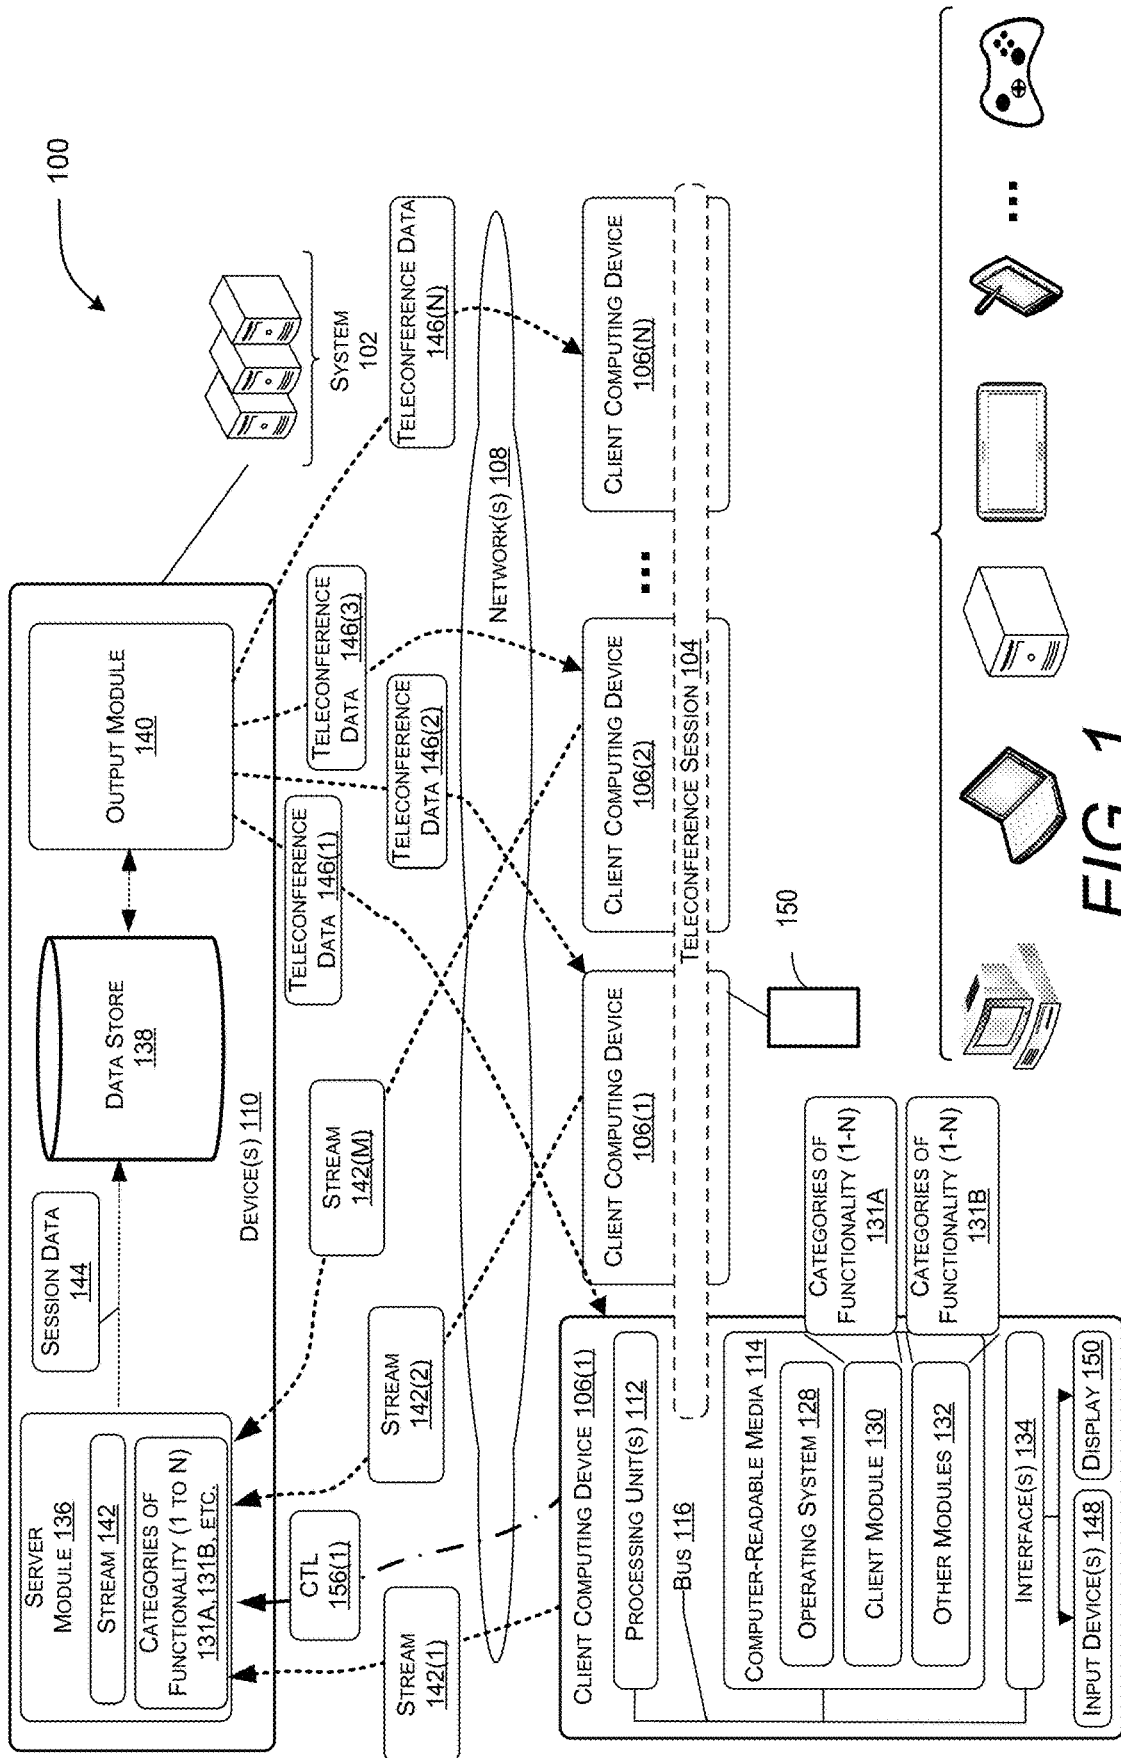 100
SERVER
MODULE 136
STREAM 142
CATEGORIES OF
FUNCTIONALITY (1 TO N)
131A, 131B, ETC.
SESSION DATA
144
DATA STORE
138
OUTPUT MODULE
140
DEVICE(S) 110
SYSTEM
102
STREAM
142(1)
CTL
156(1)
STREAM
142(2)
STREAM
142(M)
TELECONFERENCE
DATA 146(1)
TELECONFERENCE
DATA 146(2)
TELECONFERENCE
DATA 146(3)
TELECONFERENCE DATA
146(N)
NETWORK(S) 108
CLIENT COMPUTING DEVICE 106(1)
PROCESSING UNIT(S) 112
BUS 116
COMPUTER-READABLE MEDIA 114
OPERATING SYSTEM 128
CLIENT MODULE 130
OTHER MODULES 132
INTERFACE(S) 134
INPUT DEVICE(S) 148
DISPLAY 150
CATEGORIES OF
FUNCTIONALITY (1-N)
131A
CATEGORIES OF
FUNCTIONALITY (1-N)
131B
CLIENT COMPUTING DEVICE
106(1)
CLIENT COMPUTING DEVICE
106(2)
CLIENT COMPUTING DEVICE
106(N)
TELECONFERENCE SESSION 104
150
FIG. 1